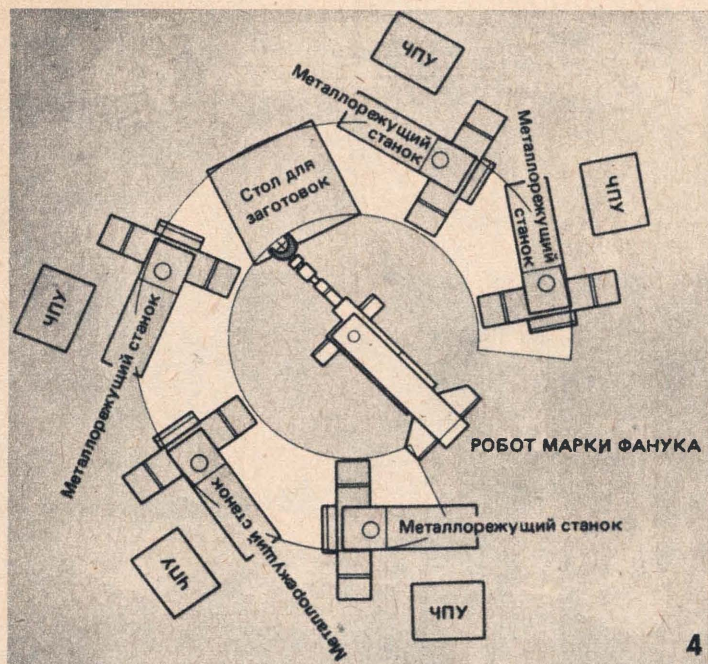 ЧПУ
Металлорежущий
станок
Металлорежущий
станок
ЧПУ
Стол для
заготовок
ЧПУ
Металлорежущий станок
РОБОТ МАРКИ ФАНУКА
Металлорежущий станок
Металлорежущий станок
ЧПУ
ЧПУ
4